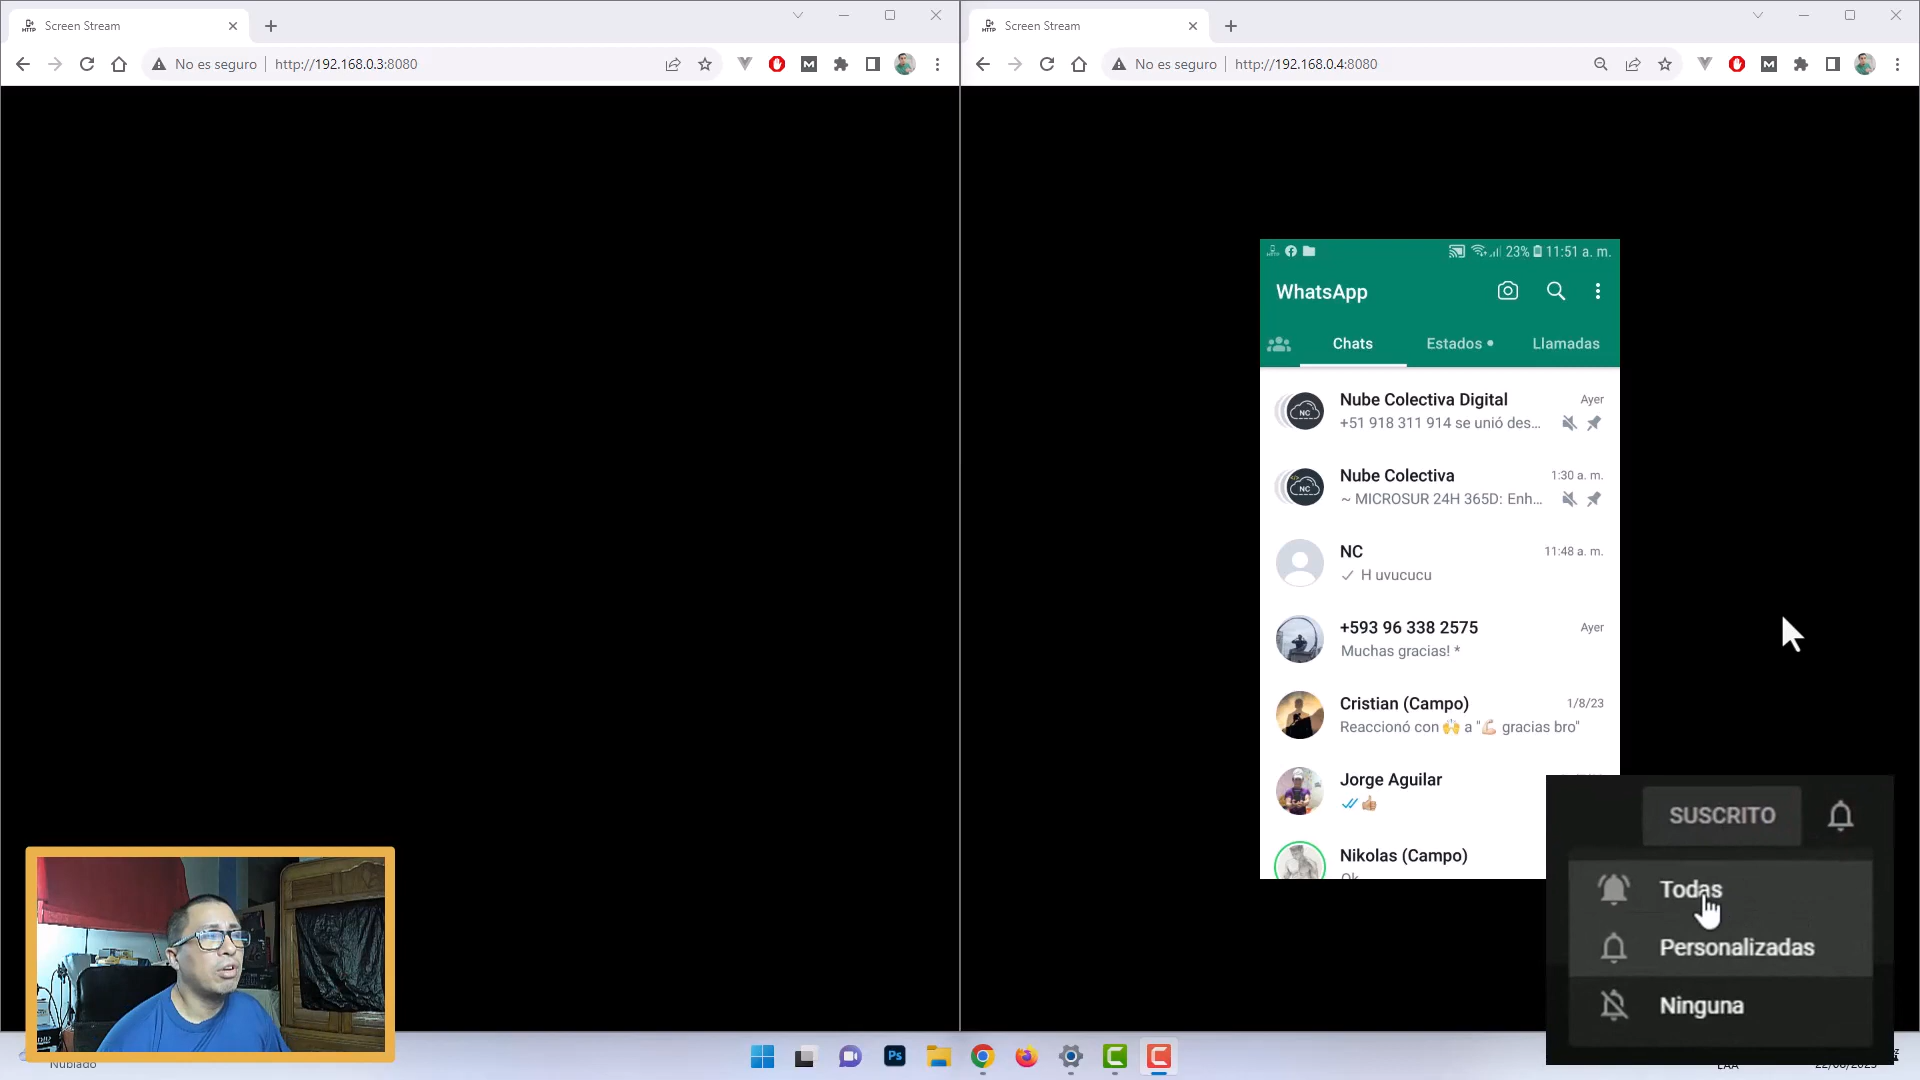 Screen Stream
No es seguro
http://192.168.0.3:8080
Screen Stream
No es seguro
http://192.168.0.4:8080
23% 11:51 a. m.
WhatsApp
Chats
Estados •
Llamadas
Nube Colectiva Digital
Ayer
+51 918 311 914 se unió des...
Nube Colectiva
1:30 a. m.
~ MICROSUR 24H 365D: Enh...
NC
11:48 a. m.
H uvucucu
+593 96 338 2575
Ayer
Muchas gracias! *
Cristian (Campo)
1/8/23
Reaccionó con 🙌 a "💪 gracias bro"
Jorge Aguilar
Nikolas (Campo)
SUSCRITO
Todas
Personalizadas
Ninguna
Nublado